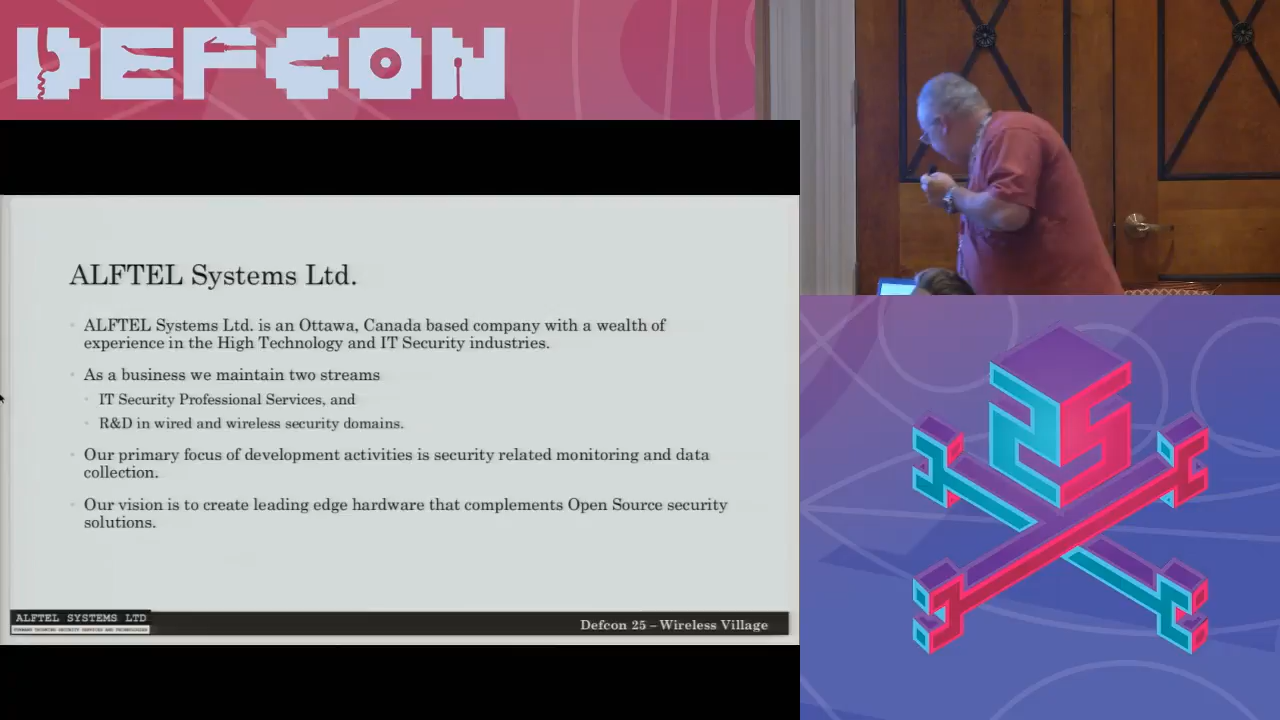 DEFCON
ALFTEL Systems Ltd.
ALFTEL Systems Ltd. is an Ottawa, Canada based company with a wealth of
experience in the High Technology and IT Security industries.
As a business we maintain two streams
IT Security Professional Services, and
R&D in wired and wireless security domains.
Our primary focus of development activities is security related monitoring and data
collection.
Our vision is to create leading edge hardware that complements Open Source security
solutions.
ALFTEL SYSTEMS LTD
Defcon 25 – Wireless Village
25